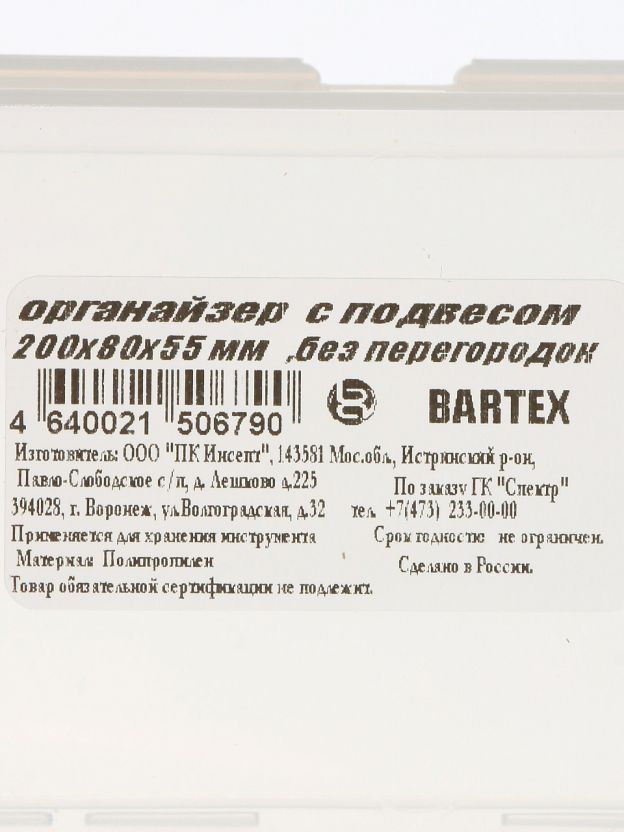 органайзер с подвесом
200х80х55 мм ,без перегородок
4 640021 506790
BARTEX
Изготовитель: ООО "ПК Инсепт", 143581 Мос.обл., Истринский р-он,
Павло-Слободское с/п, д. Лешково д.225
По заказу ГК "Спектр"
394028, г. Воронеж, ул.Волгоградская, д.32 тел. +7(473) 233-00-00
Применяется для хранения инструмента
Срок годности: не ограничен.
Материал: Полипропилен
Сделано в России.
Товар обязательной сертификации не подлежит.